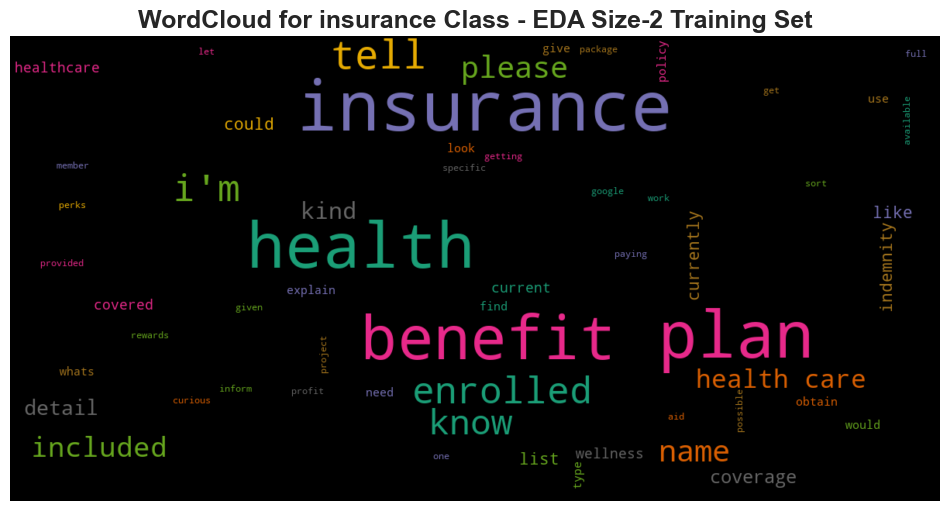 WordCloud for insurance Class - EDA Size-2 Training Set
let
tell
give
package
policy
full
healthcare
please
insurance
get
use
available
could
look
getting
specific
member
i'm
google
work
sort
perks
kind
like
health
currently
indemnity
provided
paying
explain
current
covered
given
find
rewards
benefit
plan
project
whats
health care
inform
profit
need
enrolled
curious
obtain
detail
know
aid
possible
would
included
one
list
type
wellness
name
coverage